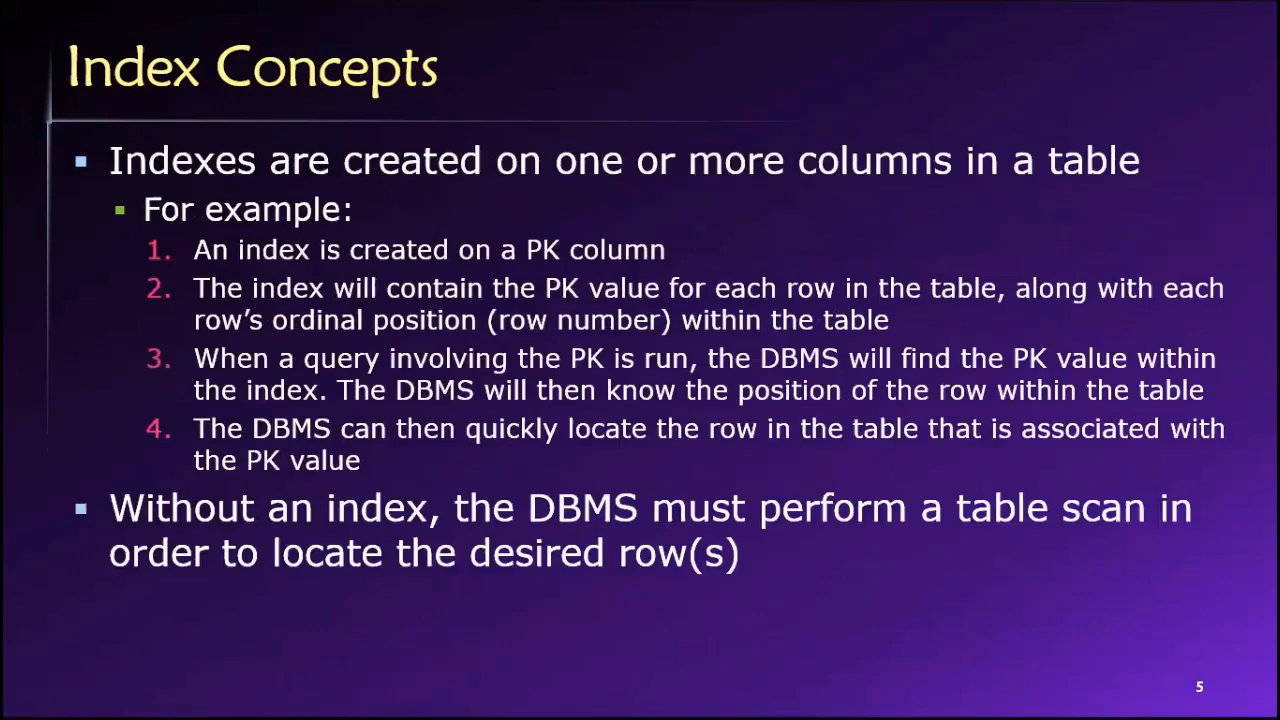 Index Concepts
▪ Indexes are created on one or more columns in a table
▪ For example:
1. An index is created on a PK column
2. The index will contain the PK value for each row in the table, along with each
row’s ordinal position (row number) within the table
3. When a query involving the PK is run, the DBMS will find the PK value within
the index. The DBMS will then know the position of the row within the table
4. The DBMS can then quickly locate the row in the table that is associated with
the PK value
▪ Without an index, the DBMS must perform a table scan in
order to locate the desired row(s)
5